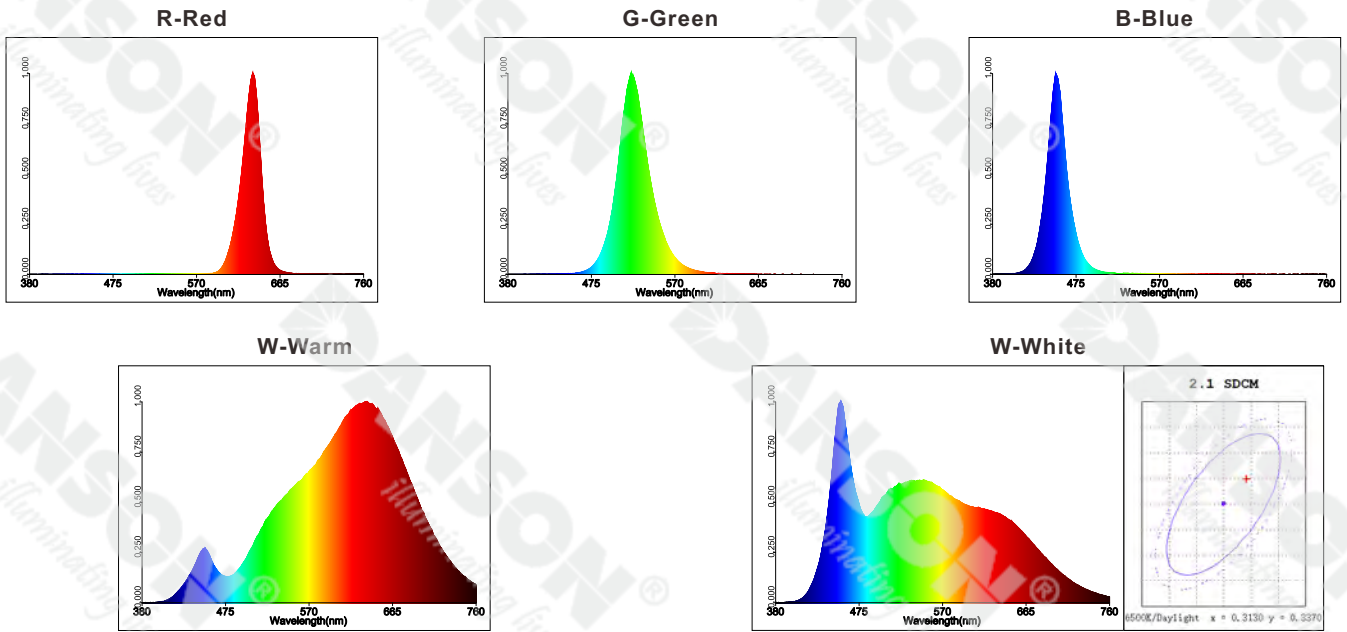 R-Red
G-Green
B-Blue
1.000
0.750
0.500
0.250
0.000
380 475 570 665 760
Wavelength(nm)
1.000
0.750
0.500
0.250
0.000
380 475 570 665 760
Wavelength(nm)
1.000
0.750
0.500
0.250
0.000
380 475 570 665 760
Wavelength(nm)
W-Warm
W-White
1.000
0.750
0.500
0.250
0.000
380 475 570 665 760
Wavelength(nm)
1.000
0.750
0.500
0.250
0.000
380 475 570 665 760
Wavelength(nm)
2.1 SDCM
6500K/Daylight x = 0.3130 y = 0.3370
DANSON®
illuminating lives